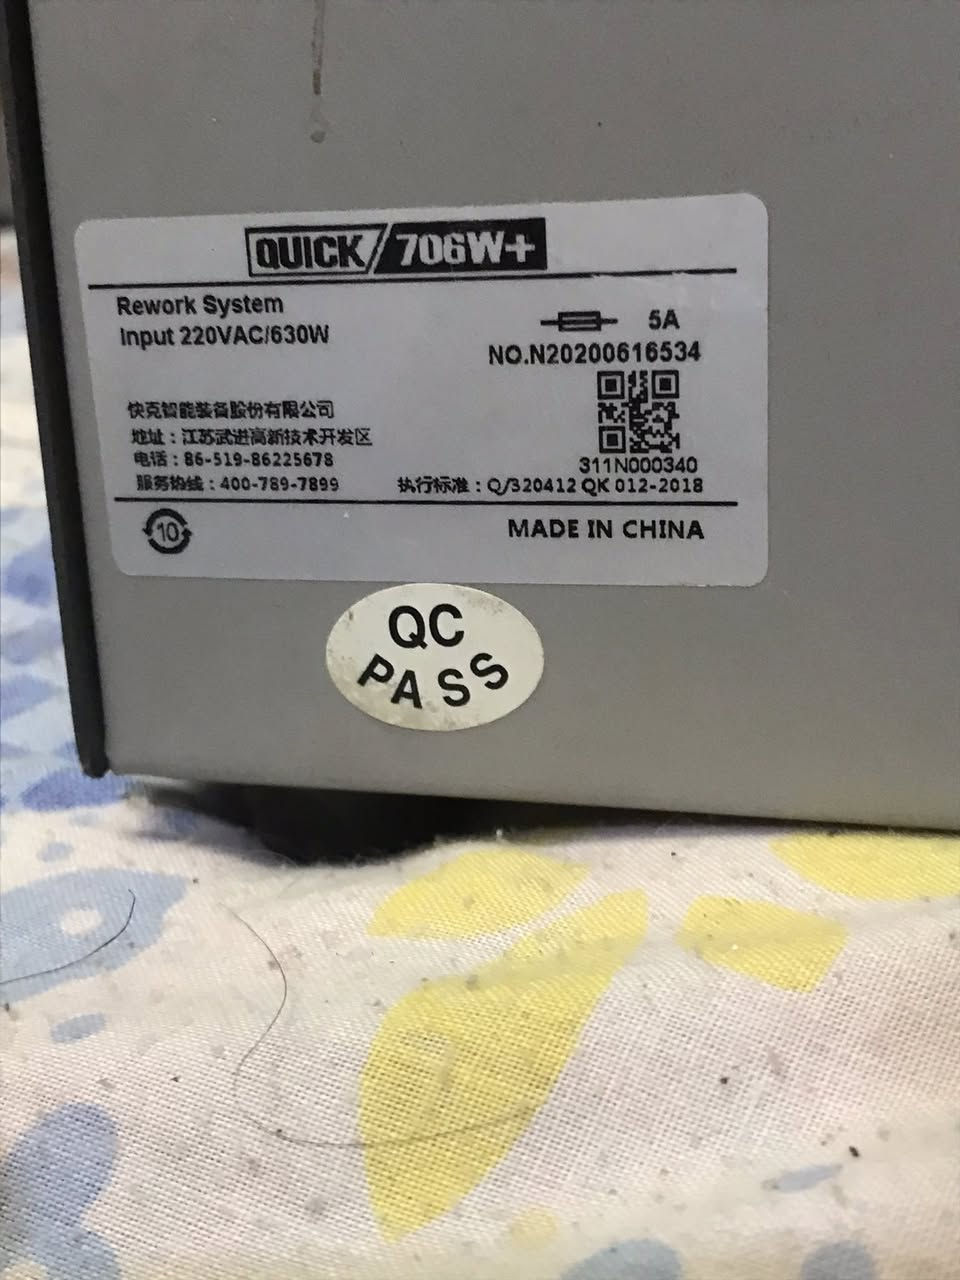 QUICK/706W+
Rework System
Input 220VAC/630W
5A
NO.N20200616534
快克智能装备股份有限公司
地址：江苏武进高新技术开发区
电话：86-519-86225678
311N000340
服务热线：400-789-7899
执行标准：Q/320412 QK 012-2018
10
MADE IN CHINA
QC
PASS